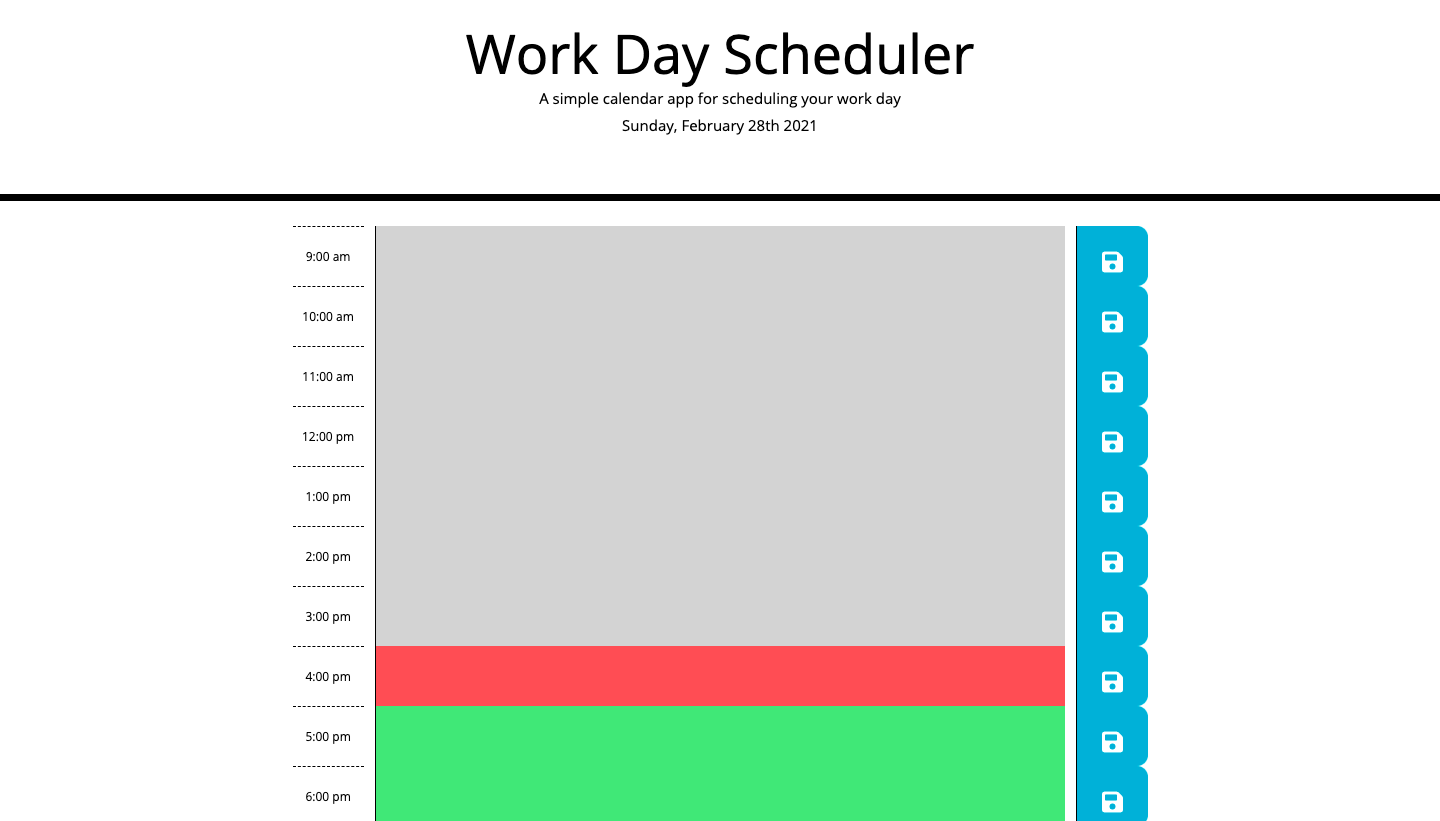 Work Day Scheduler
A simple calendar app for scheduling your work day
Sunday, February 28th 2021
9:00 am
10:00 am
11:00 am
12:00 pm
1:00 pm
2:00 pm
3:00 pm
4:00 pm
5:00 pm
6:00 pm